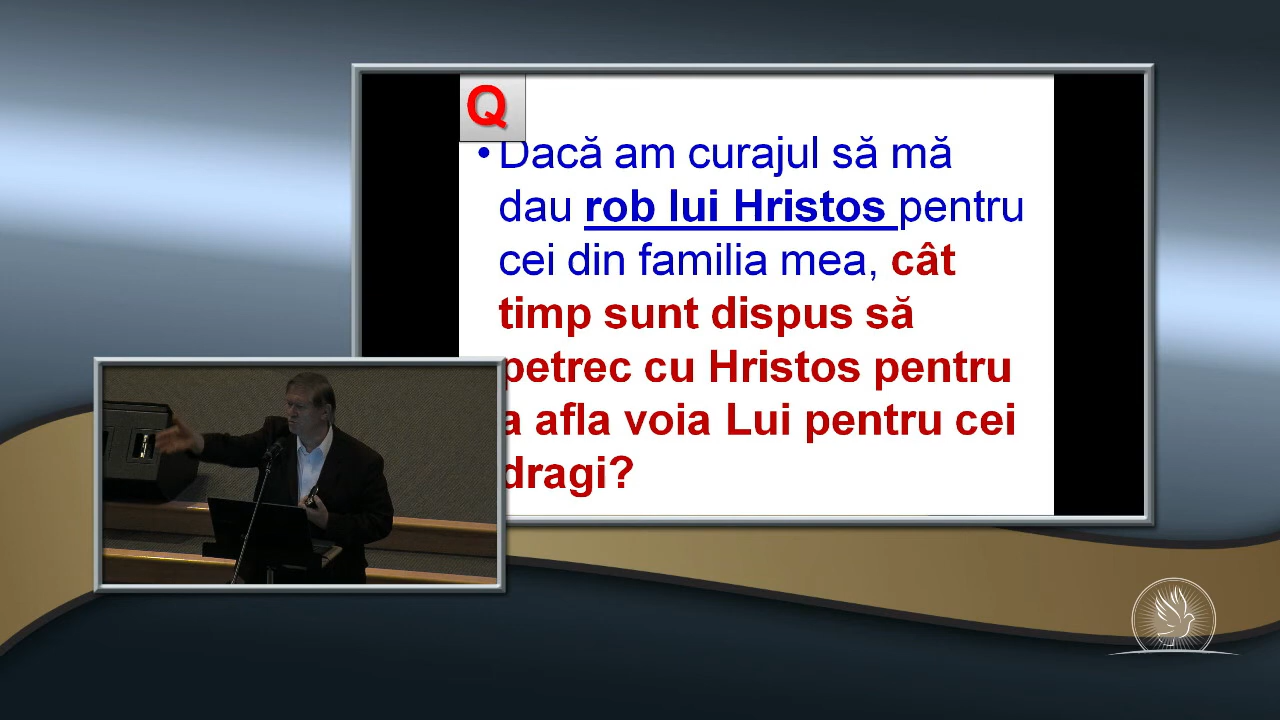 Q
• Dacă am curajul să mă
dau rob lui Hristos pentru
cei din familia mea, cât
timp sunt dispus să
petrec cu Hristos pentru
a afla voia Lui pentru cei
dragi?